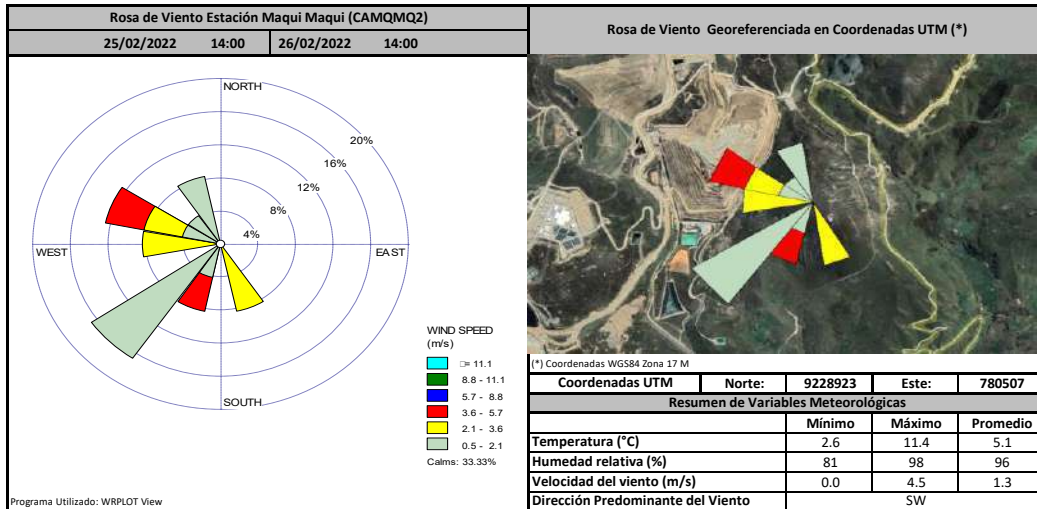 Rosa de Viento Estación Maqui Maqui (CAMQMQ2)
25/02/2022 14:00 26/02/2022 14:00
NORTH
20%
16%
12%
8%
4%
WEST
EAST
SOUTH
WIND SPEED
(m/s)
□= 11.1
8.8 - 11.1
5.7 - 8.8
3.6 - 5.7
2.1 - 3.6
0.5 - 2.1
Calms: 33.33%
Programa Utilizado: WRPLOT View
Rosa de Viento Georeferenciada en Coordenadas UTM (*)
(*) Coordenadas WGS84 Zona 17 M
Coordenadas UTM Norte: 9228923 Este: 780507
Resumen de Variables Meteorológicas
Mínimo Máximo Promedio
Temperatura (°C) 2.6 11.4 5.1
Humedad relativa (%) 81 98 96
Velocidad del viento (m/s) 0.0 4.5 1.3
Dirección Predominante del Viento SW